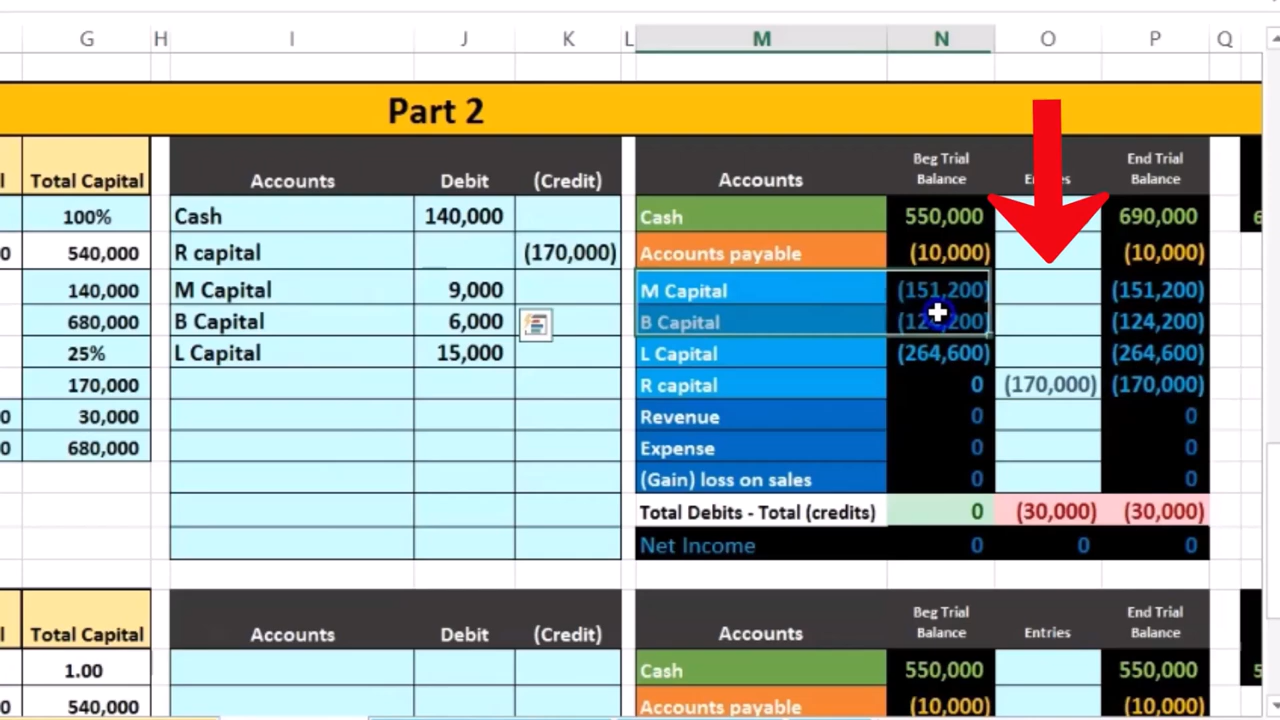 G H I J K L M N O P Q
Part 2
Total Capital Accounts Debit (Credit) Accounts Beg Trial Balance End Trial Balance
100% Cash 140,000 Cash 550,000 690,000
0 540,000 R capital (170,000) Accounts payable (10,000) (10,000)
140,000 M Capital 9,000 M Capital (151,200) (151,200)
680,000 B Capital 6,000 B Capital (124,200)
25% L Capital 15,000 L Capital (264,600) (264,600)
170,000 R capital 0 (170,000) (170,000)
0 30,000 Revenue 0 0
0 680,000 Expense 0 0
(Gain) loss on sales 0 0
Total Debits - Total (credits) 0 (30,000) (30,000)
Net Income 0 0 0
Total Capital Accounts Debit (Credit) Accounts Beg Trial Balance Entries End Trial Balance
1.00 Cash 550,000 550,000
540,000 Accounts payable (10,000) (10,000)